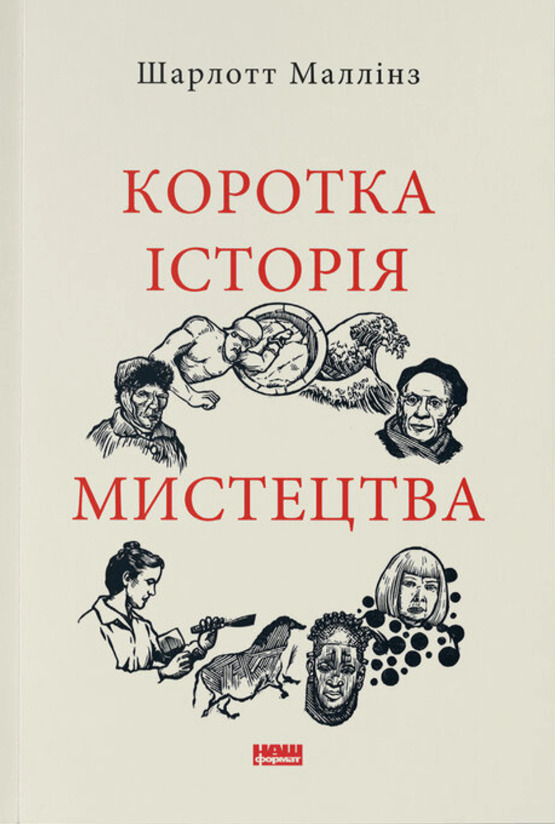 Шарлотт Маллінз
КОРОТКА
ІСТОРІЯ
МИСТЕЦТВА
НАШ
формат